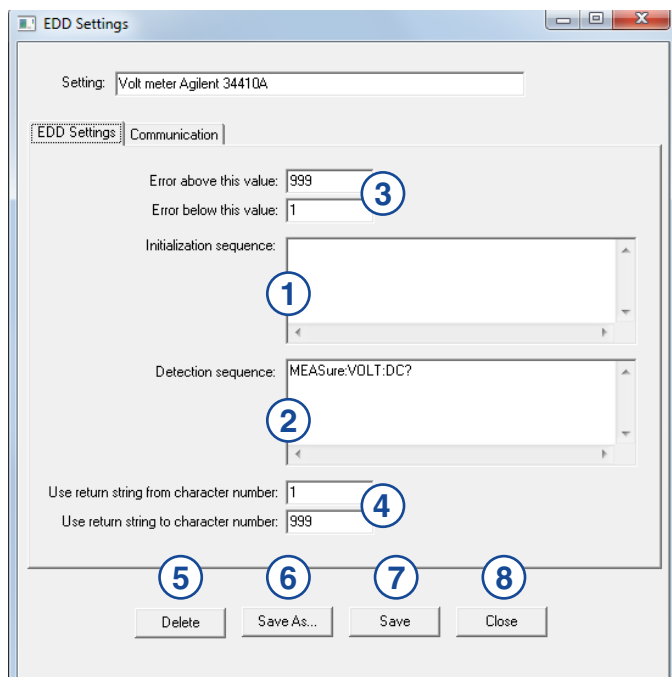 EDD Settings
Setting: Volt meter Agilent 34410A
EDD Settings Communication
Error above this value: 999
3
Error below this value: 1
Initialization sequence:
1
Detection sequence: MEASure:VOLT:DC?
2
Use return string from character number: 1
4
Use return string to character number: 999
5 6 7 8
Delete Save As... Save Close